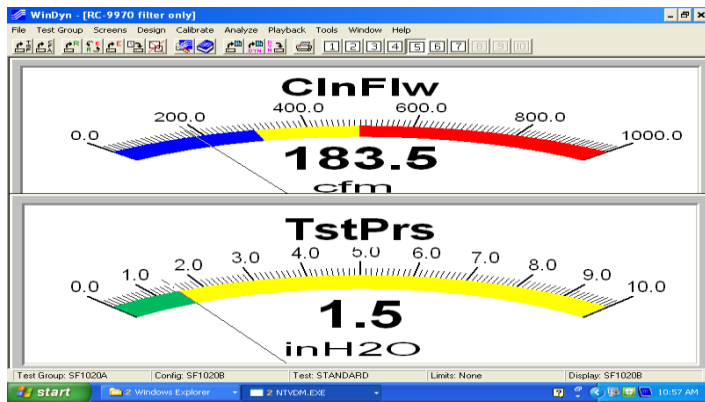 WinDyn - [RC-9970 filter only]
File Test Group Screens Design Calibrate Analyze Playback Tools Window Help
1 2 3 4 5 6 7 8 9 10
ClnFlw
0.0 200.0 400.0 600.0 800.0 1000.0
183.5
cfm
TstPrs
0.0 1.0 2.0 3.0 4.0 5.0 6.0 7.0 8.0 9.0 10.0
1.5
inH2O
Test Group: SF1020A Config: SF1020B Test: STANDARD Limits: None Display: SF1020B
start 2 Windows Explorer 2 NTVDM.EXE 10:57 AM